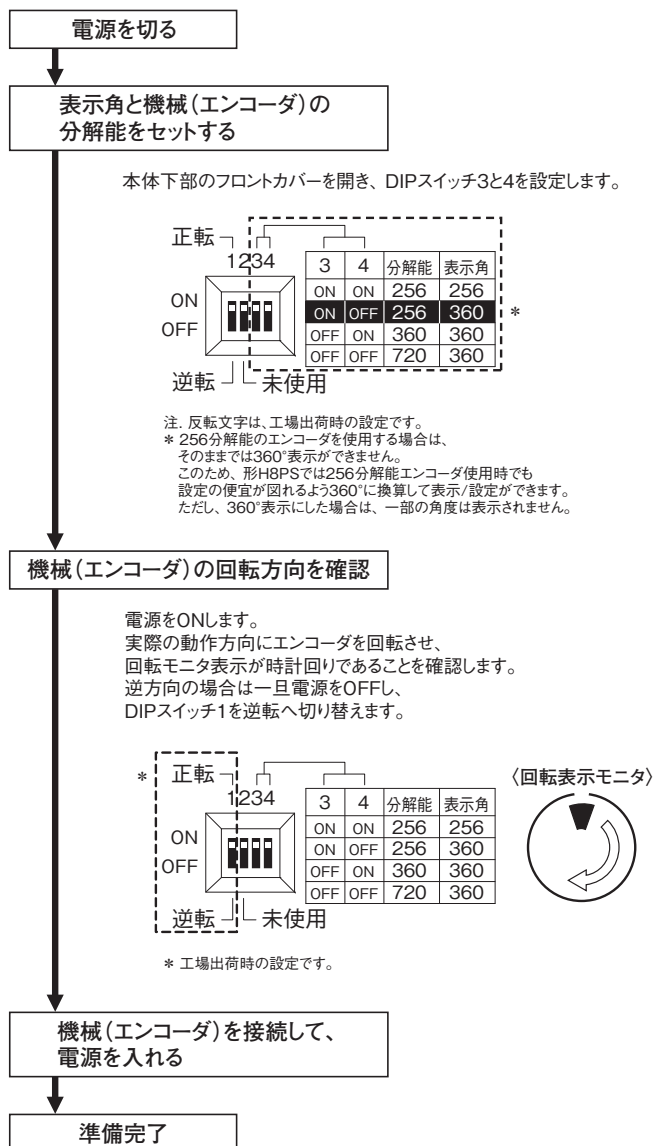 電源を切る
表示角と機械(エンコーダ)の
分解能をセットする
本体下部のフロントカバーを開き、DIPスイッチ3と4を設定します。
正転
1234
ON
OFF
逆転
未使用
3 4 分解能 表示角
ON ON 256 256
ON OFF 256 360 *
OFF ON 360 360
OFF OFF 720 360
注. 反転文字は、工場出荷時の設定です。
* 256分解能のエンコーダを使用する場合は、
そのままでは360°表示ができません。
このため、形H8PSでは256分解能エンコーダ使用時でも
設定の便宜が図れるよう360°に換算して表示/設定ができます。
ただし、360°表示にした場合は、一部の角度は表示されません。
機械(エンコーダ)の回転方向を確認
電源をONします。
実際の動作方向にエンコーダを回転させ、
回転モニタ表示が時計回りであることを確認します。
逆方向の場合は一旦電源をOFFし、
DIPスイッチ1を逆転へ切り替えます。
* 正転
1234
ON
OFF
逆転
未使用
3 4 分解能 表示角
ON ON 256 256
ON OFF 256 360
OFF ON 360 360
OFF OFF 720 360
〈回転表示モニタ〉
* 工場出荷時の設定です。
機械(エンコーダ)を接続して、
電源を入れる
準備完了